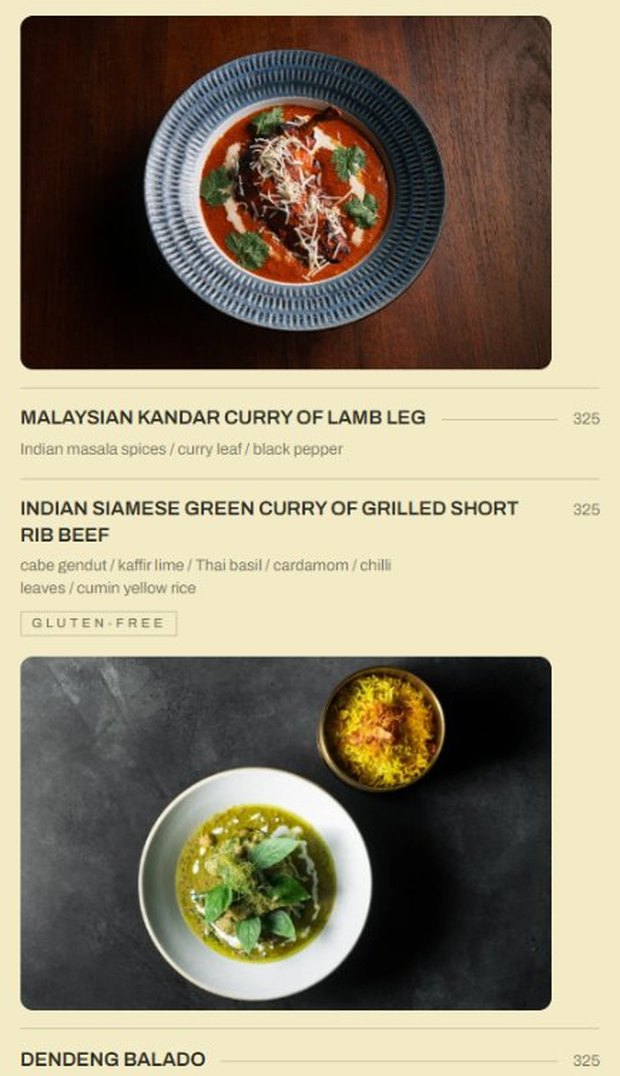 MALAYSIAN KANDAR CURRY OF LAMB LEG 325
Indian masala spices / curry leaf / black pepper
INDIAN SIAMESE GREEN CURRY OF GRILLED SHORT 325
RIB BEEF
cabe gendut / kaffir lime / Thai basil / cardamom / chilli
leaves / cumin yellow rice
GLUTEN-FREE
DENDENG BALADO 325